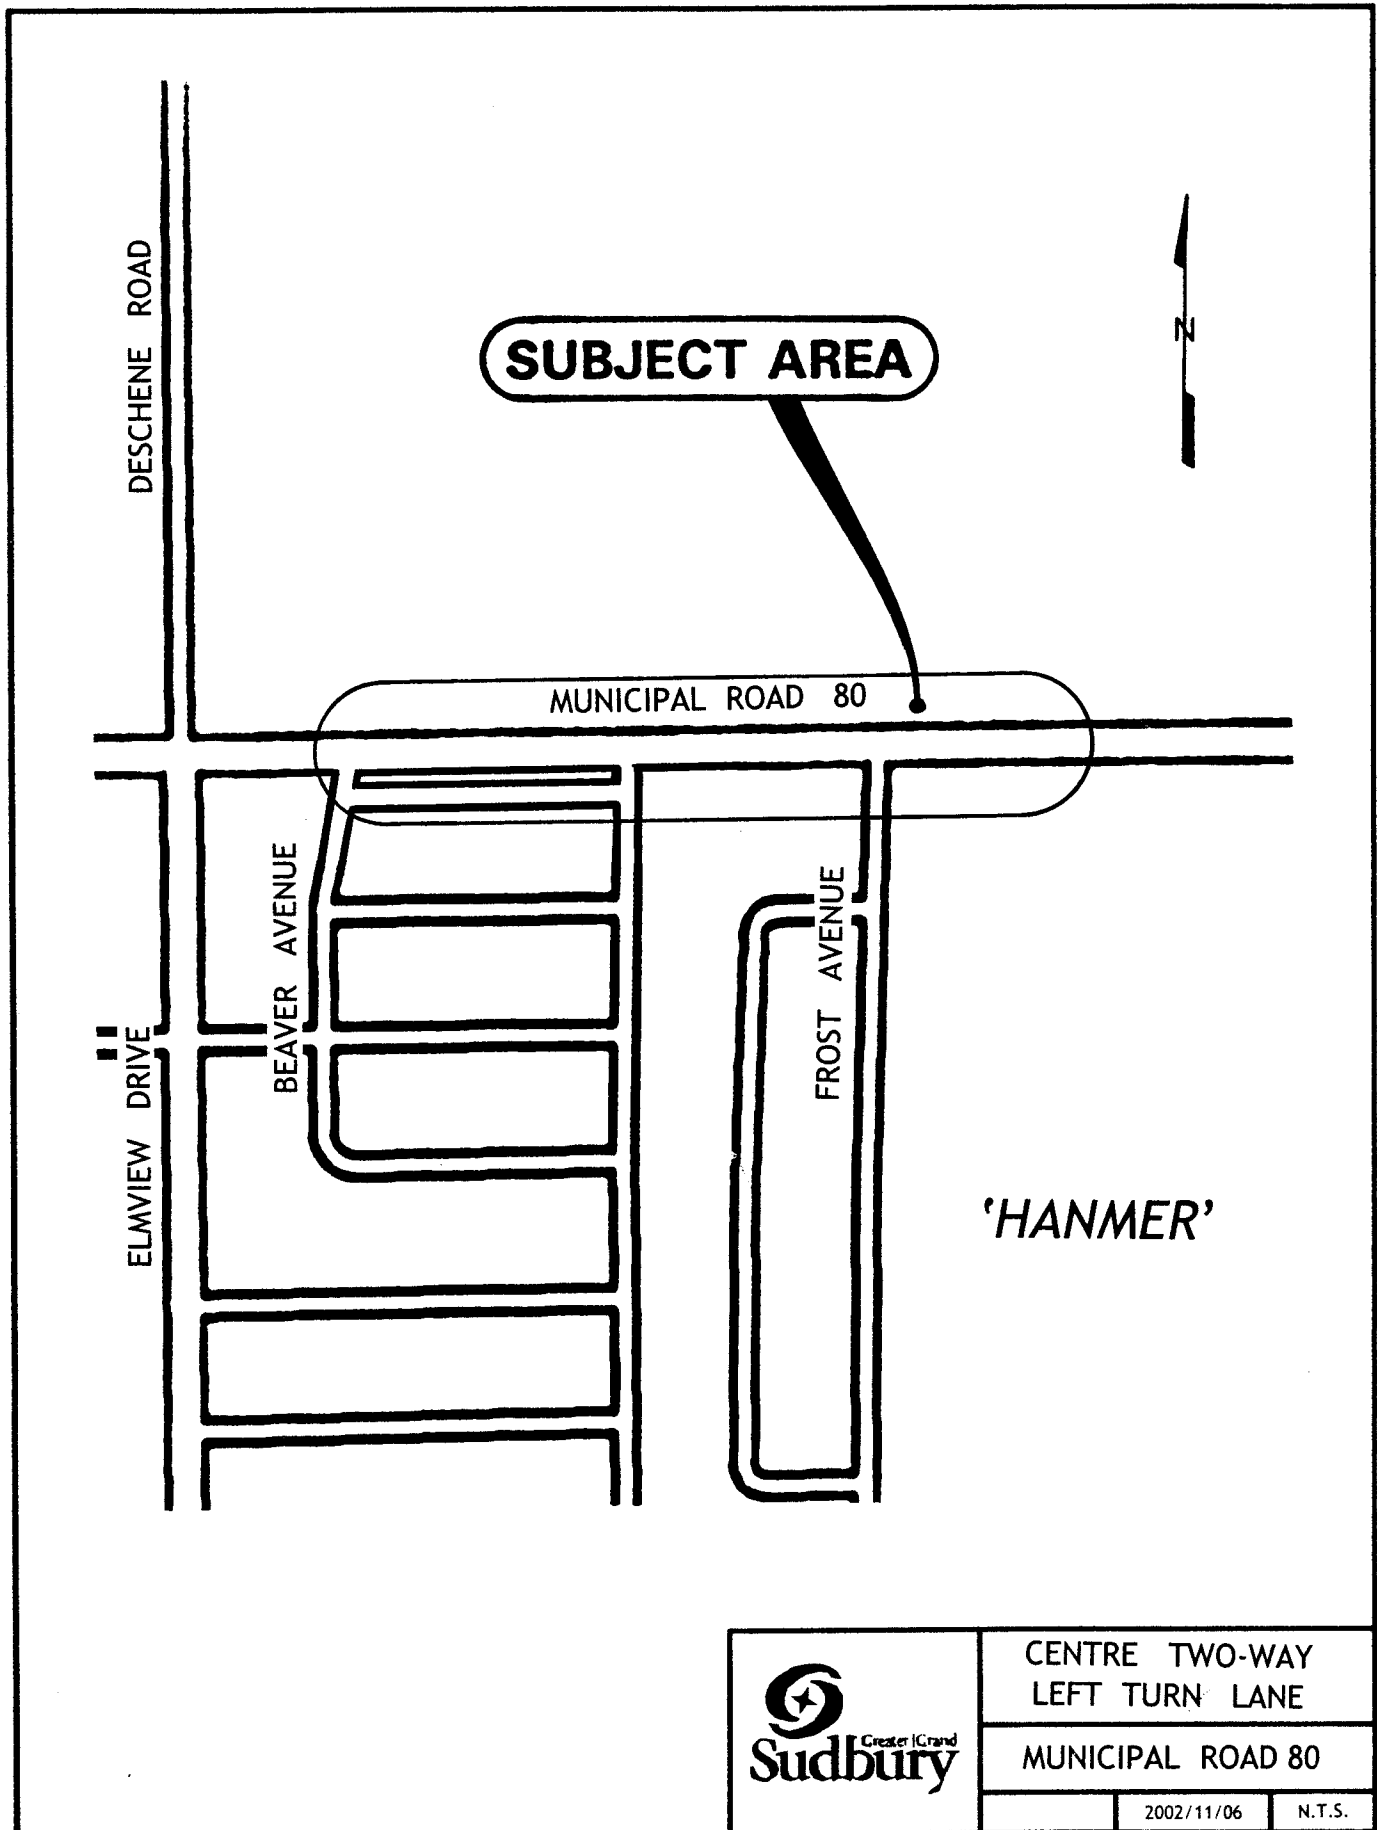 DESCHENE ROAD
N
SUBJECT AREA
MUNICIPAL ROAD 80
BEAVER AVENUE
FROST AVENUE
ELMVIEW DRIVE
'HANMER'
CENTRE TWO-WAY
LEFT TURN LANE
Greater | Grand
Sudbury
MUNICIPAL ROAD 80
2002/11/06 N.T.S.